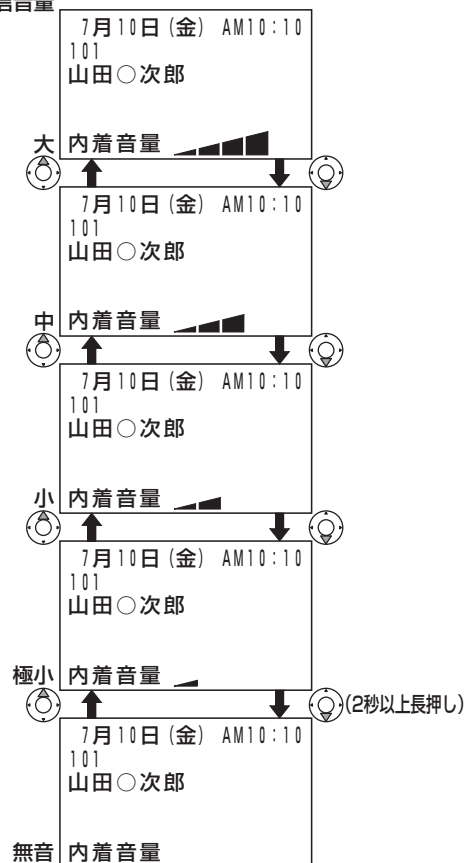 信音量
7月10日(金) AM10:10
101
山田○次郎
大 内着音量
7月10日(金) AM10:10
101
山田○次郎
中 内着音量
7月10日(金) AM10:10
101
山田○次郎
小 内着音量
7月10日(金) AM10:10
101
山田○次郎
極小 内着音量
(2秒以上長押し)
7月10日(金) AM10:10
101
山田○次郎
無音 内着音量